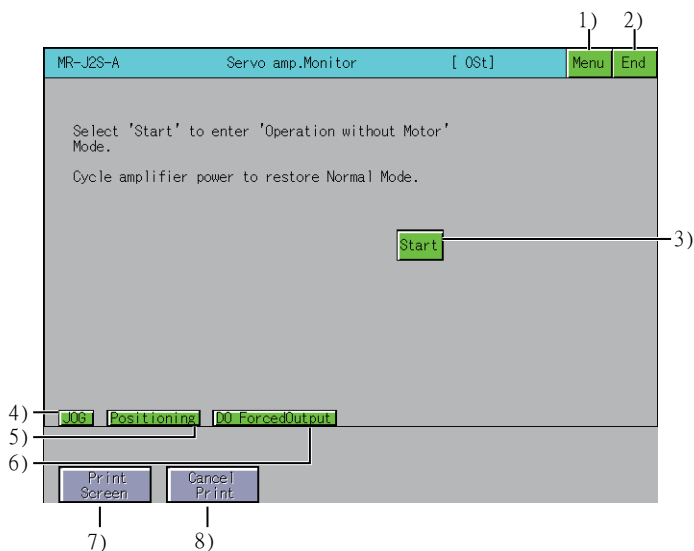 1) 2)
MR-J2S-A Servo amp.Monitor [ 0St] Menu End
Select 'Start' to enter 'Operation without Motor'
Mode.
Cycle amplifier power to restore Normal Mode.
Start 3)
4) JOG Positioning DO ForcedOutput
5)
6)
Print
Screen
Cancel
Print
7) 8)